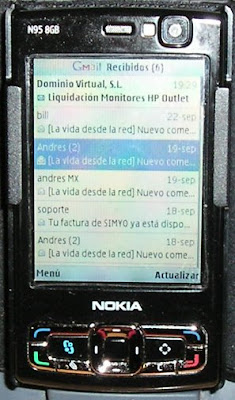 N95 8GB
Gmail Recibidos (6)
Dominio Virtual, S.L. 19:29
Liquidación Monitores HP Outlet
bill 22-sep
[La vida desde la red] Nuevo come...
Andres (2) 19-sep
[La vida desde la red] Nuevo come...
andres MX 19-sep
[La vida desde la red] Nuevo come...
soporte 18-sep
Tu factura de SIMYO ya está dispo...
Andres (2) 18-sep
[La vida desde la red] Nuevo come...
Menú Actualizar
NOKIA